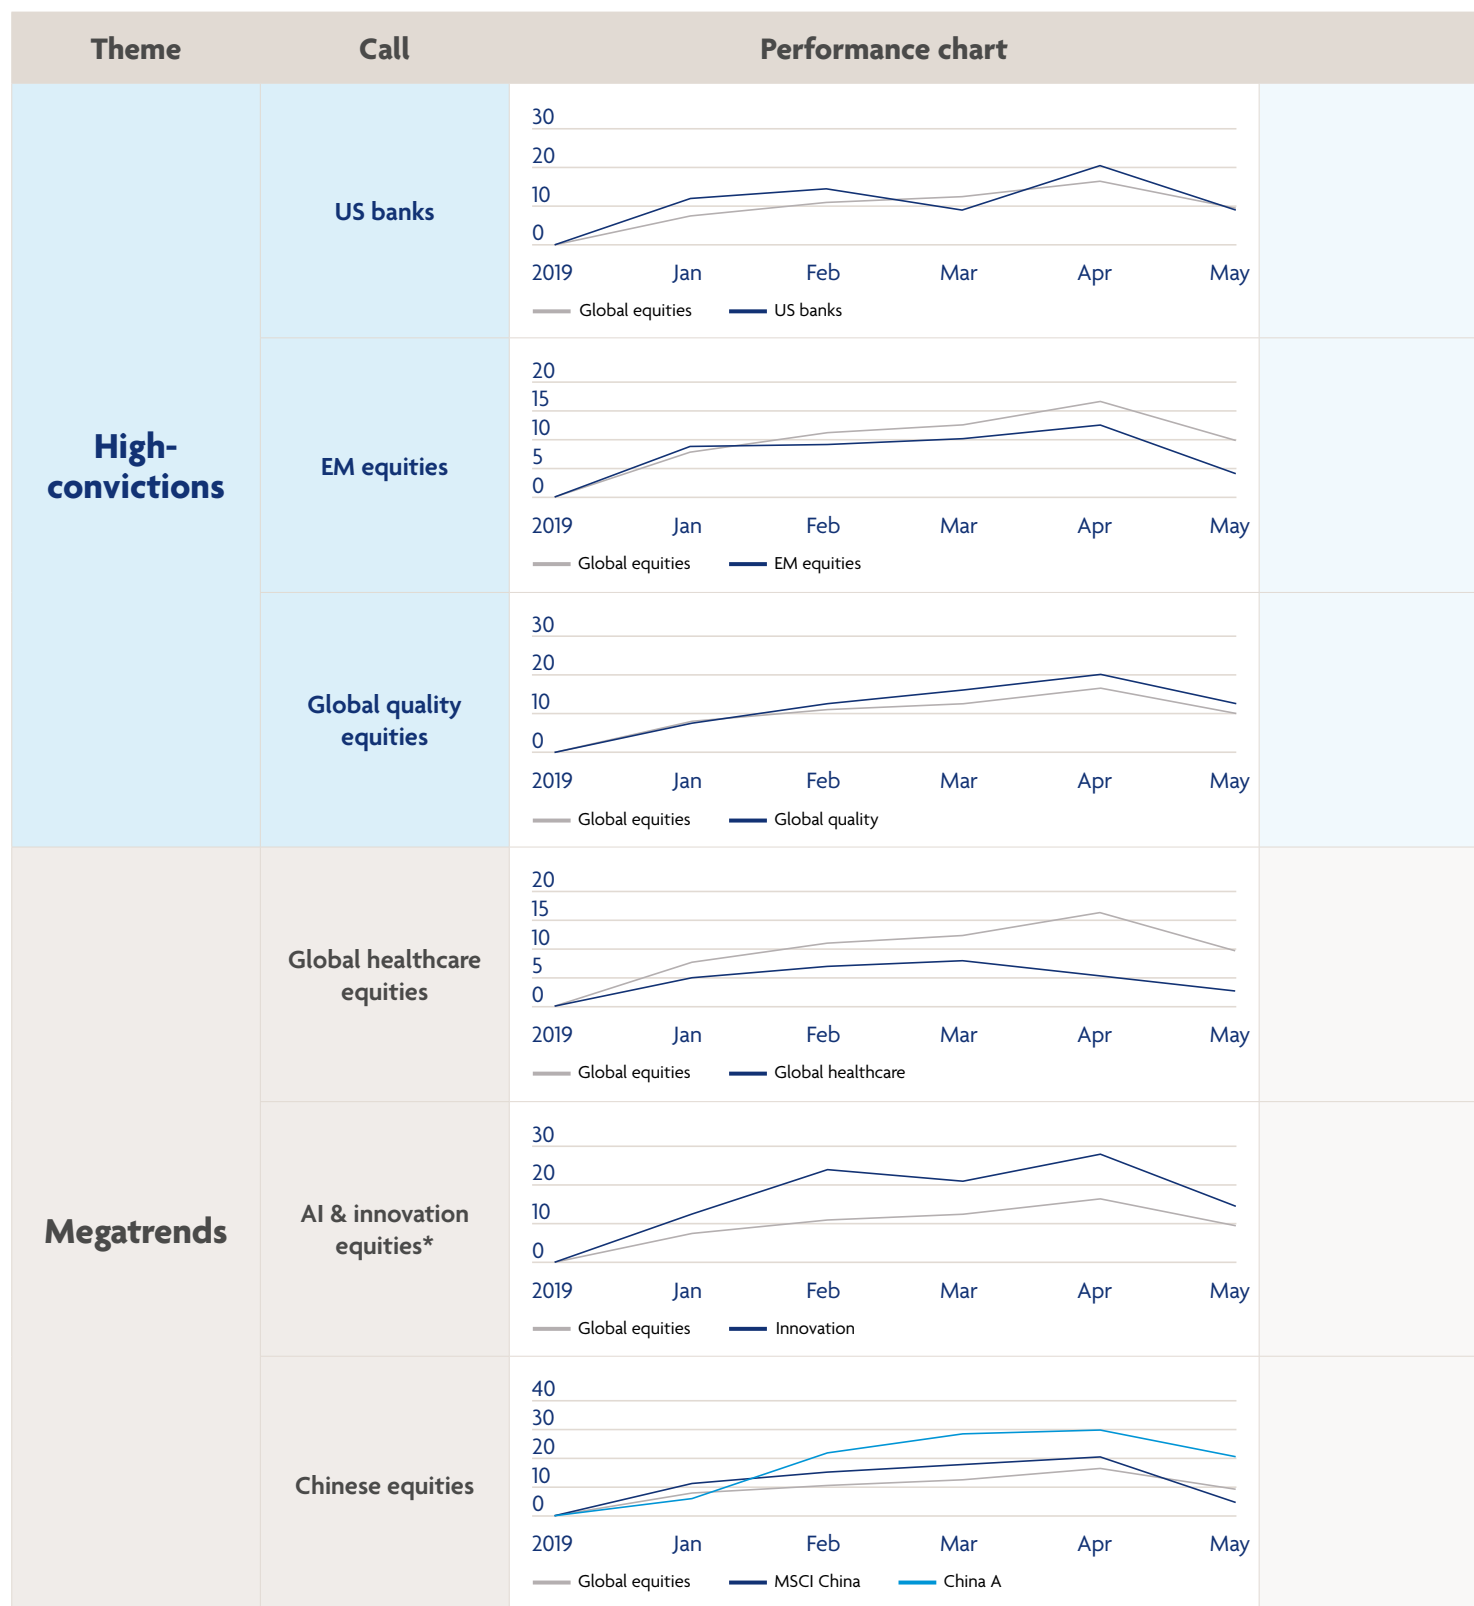 Theme
Call
Performance chart
High-
convictions
US banks
30
20
10
0
2019 Jan Feb Mar Apr May
Global equities US banks
EM equities
20
15
10
5
0
2019 Jan Feb Mar Apr May
Global equities EM equities
Global quality
equities
30
20
10
0
2019 Jan Feb Mar Apr May
Global equities Global quality
Megatrends
Global healthcare
equities
20
15
10
5
0
2019 Jan Feb Mar Apr May
Global equities Global healthcare
AI & innovation
equities*
30
20
10
0
2019 Jan Feb Mar Apr May
Global equities Innovation
Chinese equities
40
30
20
10
0
2019 Jan Feb Mar Apr May
Global equities MSCI China China A